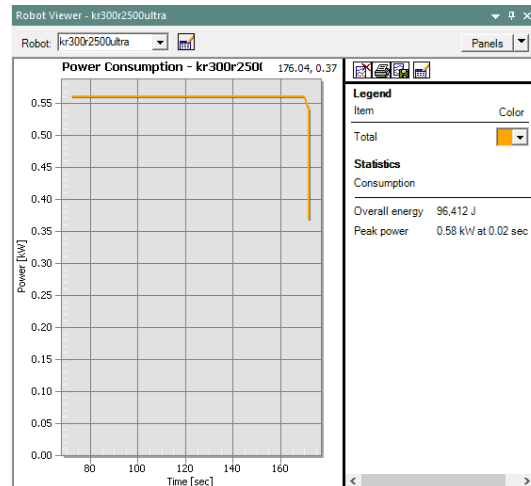 Robot Viewer - kr300r2500ultra
Robot: kr300r2500ultra
Panels
Power Consumption - kr300r250(
176.04, 0.37
Power [kW]
0.55
0.50
0.45
0.40
0.35
0.30
0.25
0.20
0.15
0.10
0.05
0.00
80 100 120 140 160
Time [sec]
Legend
Item Color
Total
Statistics
Consumption
Overall energy 96,412 J
Peak power 0.58 kW at 0.02 sec